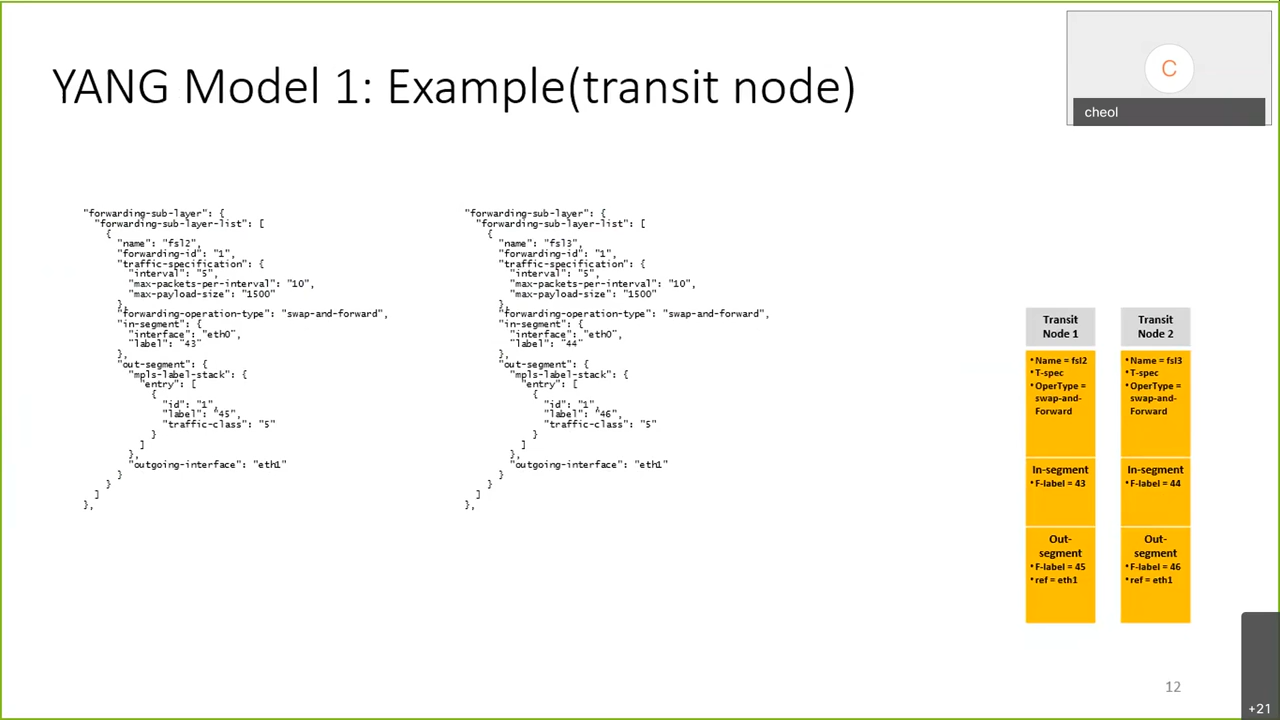 YANG Model 1: Example(transit node)
C
cheol
"forwarding-sub-layer": {
"forwarding-sub-layer-list": [
{
"name": "fsl2",
"forwarding-id": "1",
"traffic-specification": {
"interval": "5",
"max-packets-per-interval": "10",
"max-payload-size": "1500"
},
"forwarding-operation-type": "swap-and-forward",
"in-segment": {
"interface": "eth0",
"label": "43"
},
"out-segment": {
"mpls-label-stack": {
"entry": [
{
"id": "1",
"label": "45",
"traffic-class": "5"
}
]
},
"outgoing-interface": "eth1"
}
}
]
},
"forwarding-sub-layer": {
"forwarding-sub-layer-list": [
{
"name": "fsl3",
"forwarding-id": "1",
"traffic-specification": {
"interval": "5",
"max-packets-per-interval": "10",
"max-payload-size": "1500"
},
"forwarding-operation-type": "swap-and-forward",
"in-segment": {
"interface": "eth0",
"label": "44"
},
"out-segment": {
"mpls-label-stack": {
"entry": [
{
"id": "1",
"label": "46",
"traffic-class": "5"
}
]
},
"outgoing-interface": "eth1"
}
}
]
},
Transit
Node 1
• Name = fsl2
• T-spec
• OperType =
swap-and-
Forward
In-segment
• F-label = 43
Out-
segment
• F-label = 45
• ref = eth1
Transit
Node 2
• Name = fsl3
• T-spec
• OperType =
swap-and-
Forward
In-segment
• F-label = 44
Out-
segment
• F-label = 46
• ref = eth1
12
+21